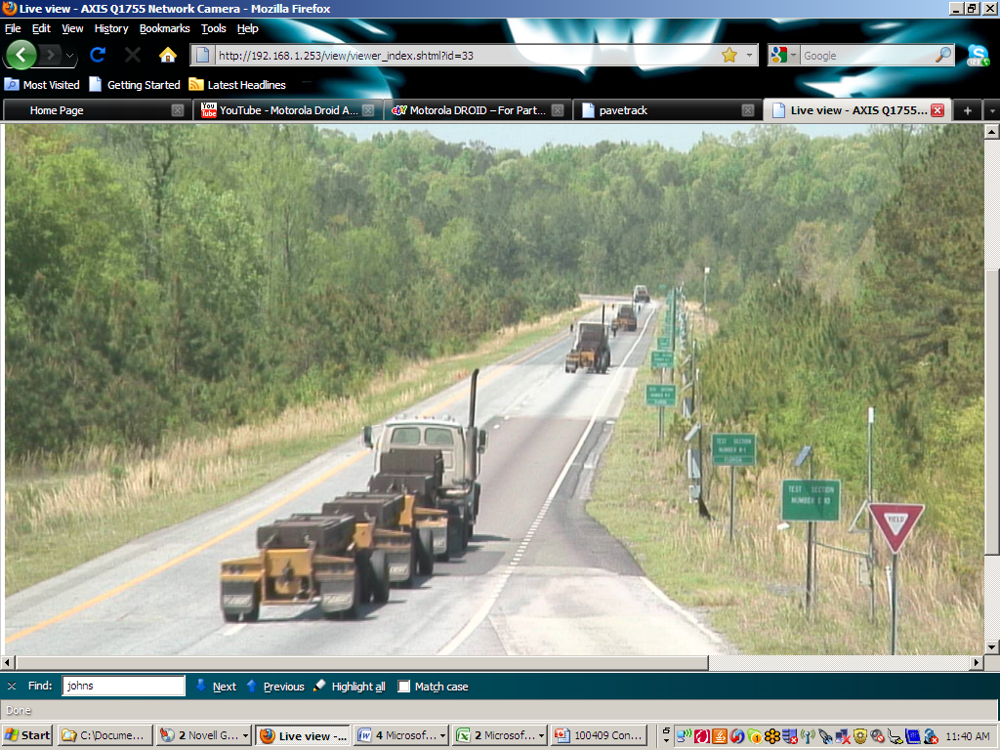 Live view - AXIS Q1755 Network Camera - Mozilla Firefox
File Edit View History Bookmarks Tools Help
http://192.168.1.253/view/viewer_index.shtml?id=33 Google
Most Visited Getting Started Latest Headlines
Home Page You Tube YouTube - Motorola Droid A... Motorola DROID – For Part... pavetrack Live view - AXIS Q1755...
TEST SECTION
NUMBER
FLORIDA
TEST SECTION
NUMBER
YIELD
Find: johns Next Previous Highlight all Match case
Done
Start C:\Docume... 2 Novell G... Live view -... 4 Microsof... 2 Microsof... 100409 Con... 11:40 AM